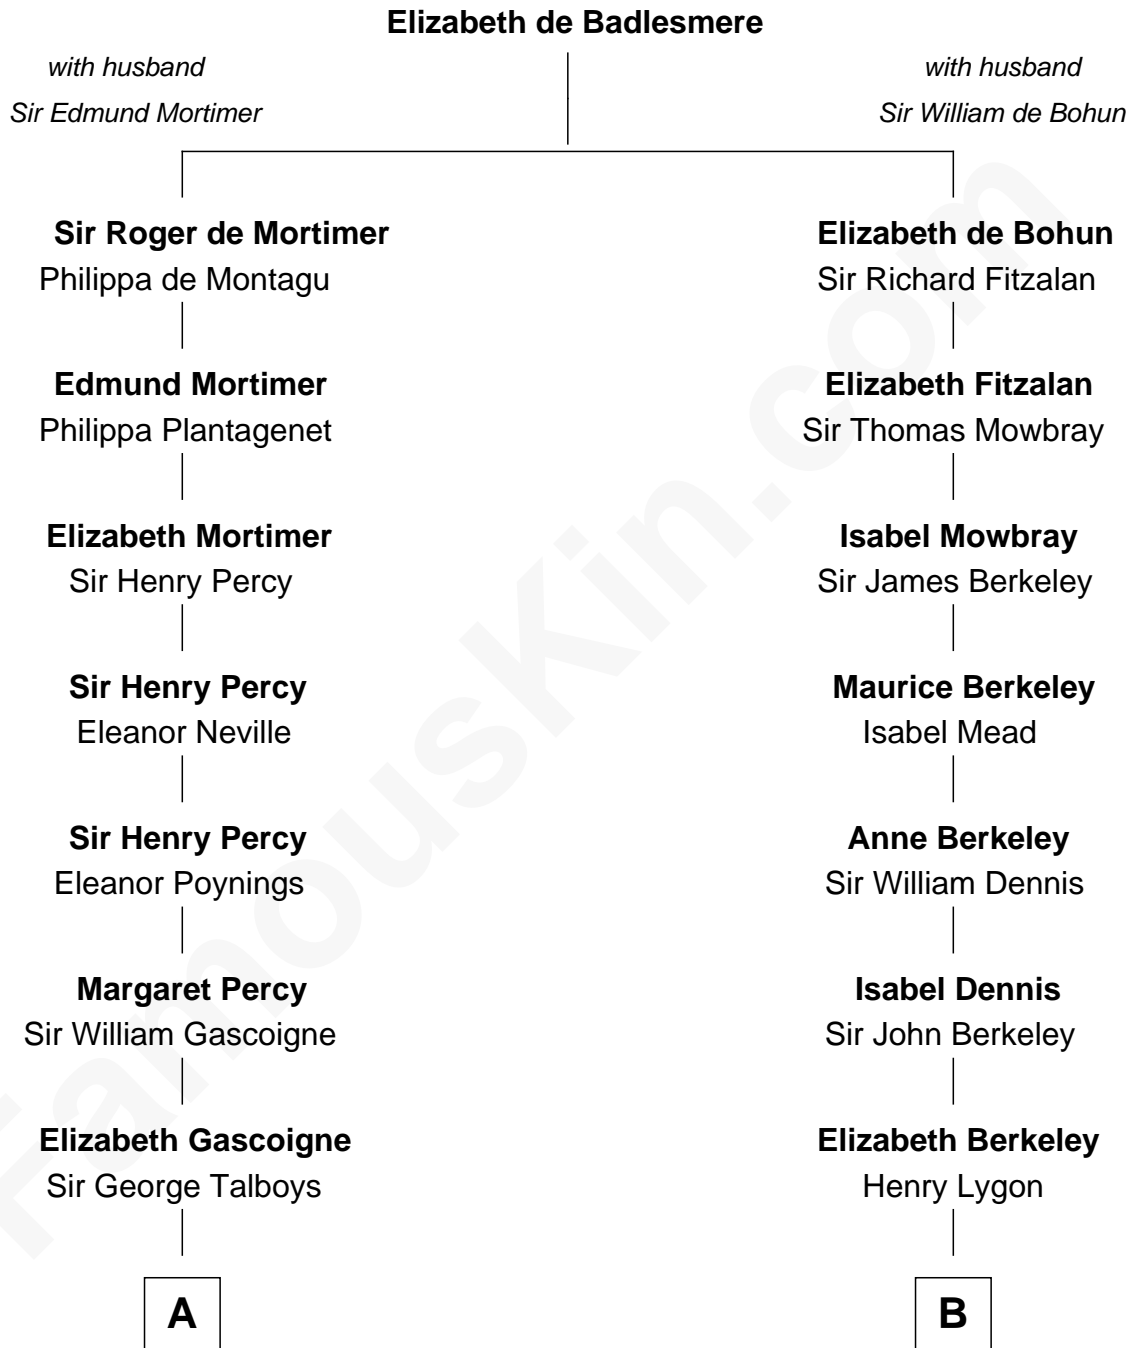 Elizabeth de Badlesmere
with husband
Sir Edmund Mortimer
with husband
Sir William de Bohun
Sir Roger de Mortimer
Philippa de Montagu
Elizabeth de Bohun
Sir Richard Fitzalan
Edmund Mortimer
Philippa Plantagenet
Elizabeth Fitzalan
Sir Thomas Mowbray
Elizabeth Mortimer
Sir Henry Percy
Isabel Mowbray
Sir James Berkeley
Sir Henry Percy
Eleanor Neville
Maurice Berkeley
Isabel Mead
Sir Henry Percy
Eleanor Poynings
Anne Berkeley
Sir William Dennis
Margaret Percy
Sir William Gascoigne
Isabel Dennis
Sir John Berkeley
Elizabeth Gascoigne
Sir George Talboys
Elizabeth Berkeley
Henry Lygon
A
B
FamousKin.com